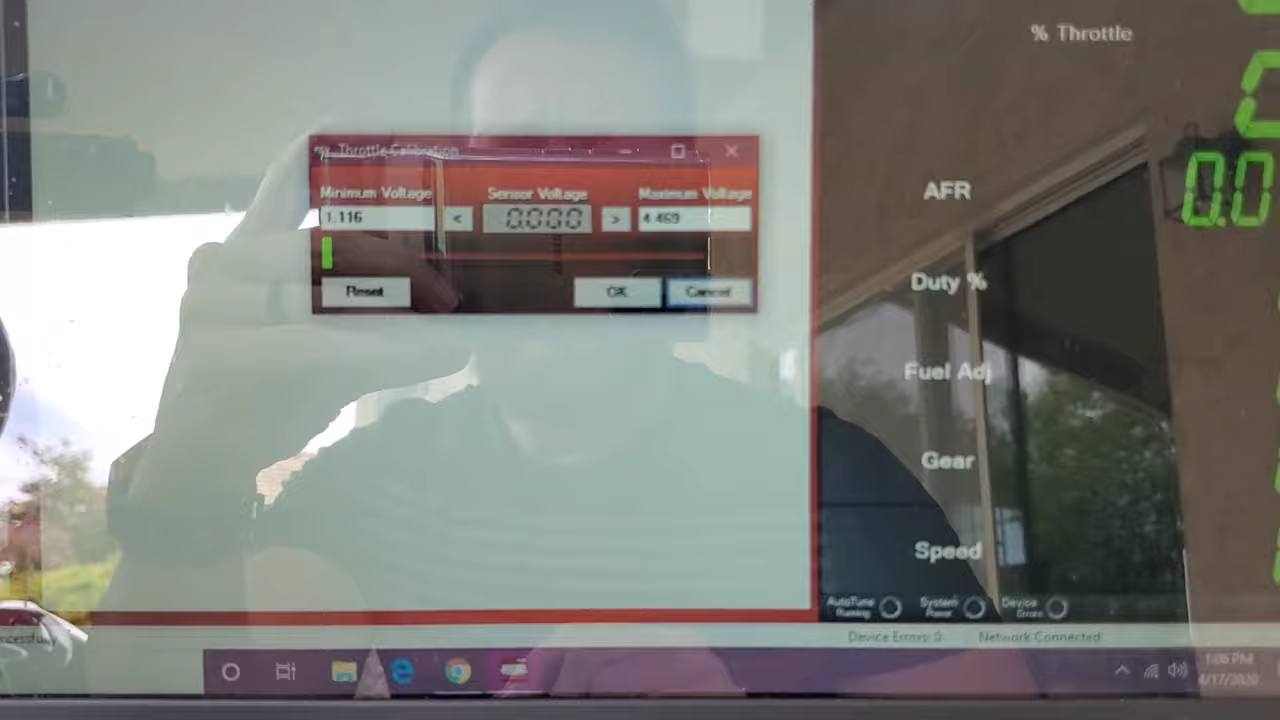 % Throttle
Throttle Calibration
Minimum Voltage
Sensor Voltage
Maximum Voltage
1.116
<
0.000
>
4.469
Reset
OK
Cancel
AFR
0.0
Duty %
Fuel Adj
Gear
Speed
AutoTune Running
System Power
Device Errors
Device Errors: 0
Network Connected
1:06 PM
4/17/2020